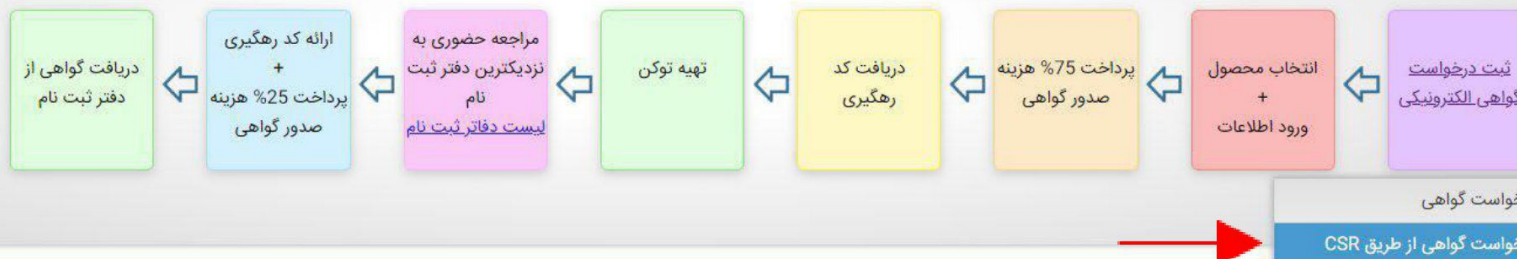 ثبت درخواست
گواهی الکترونیکی
انتخاب محصول
+
ورود اطلاعات
پرداخت 75% هزینه
صدور گواهی
دریافت کد
رهگیری
تهیه توکن
مراجعه حضوری به
نزدیکترین دفتر ثبت
نام
لیست دفاتر ثبت نام
ارائه کد رهگیری
+
پرداخت 25% هزینه
صدور گواهی
دریافت گواهی از
دفتر ثبت نام
گواهی
گواهی از طریق CSR